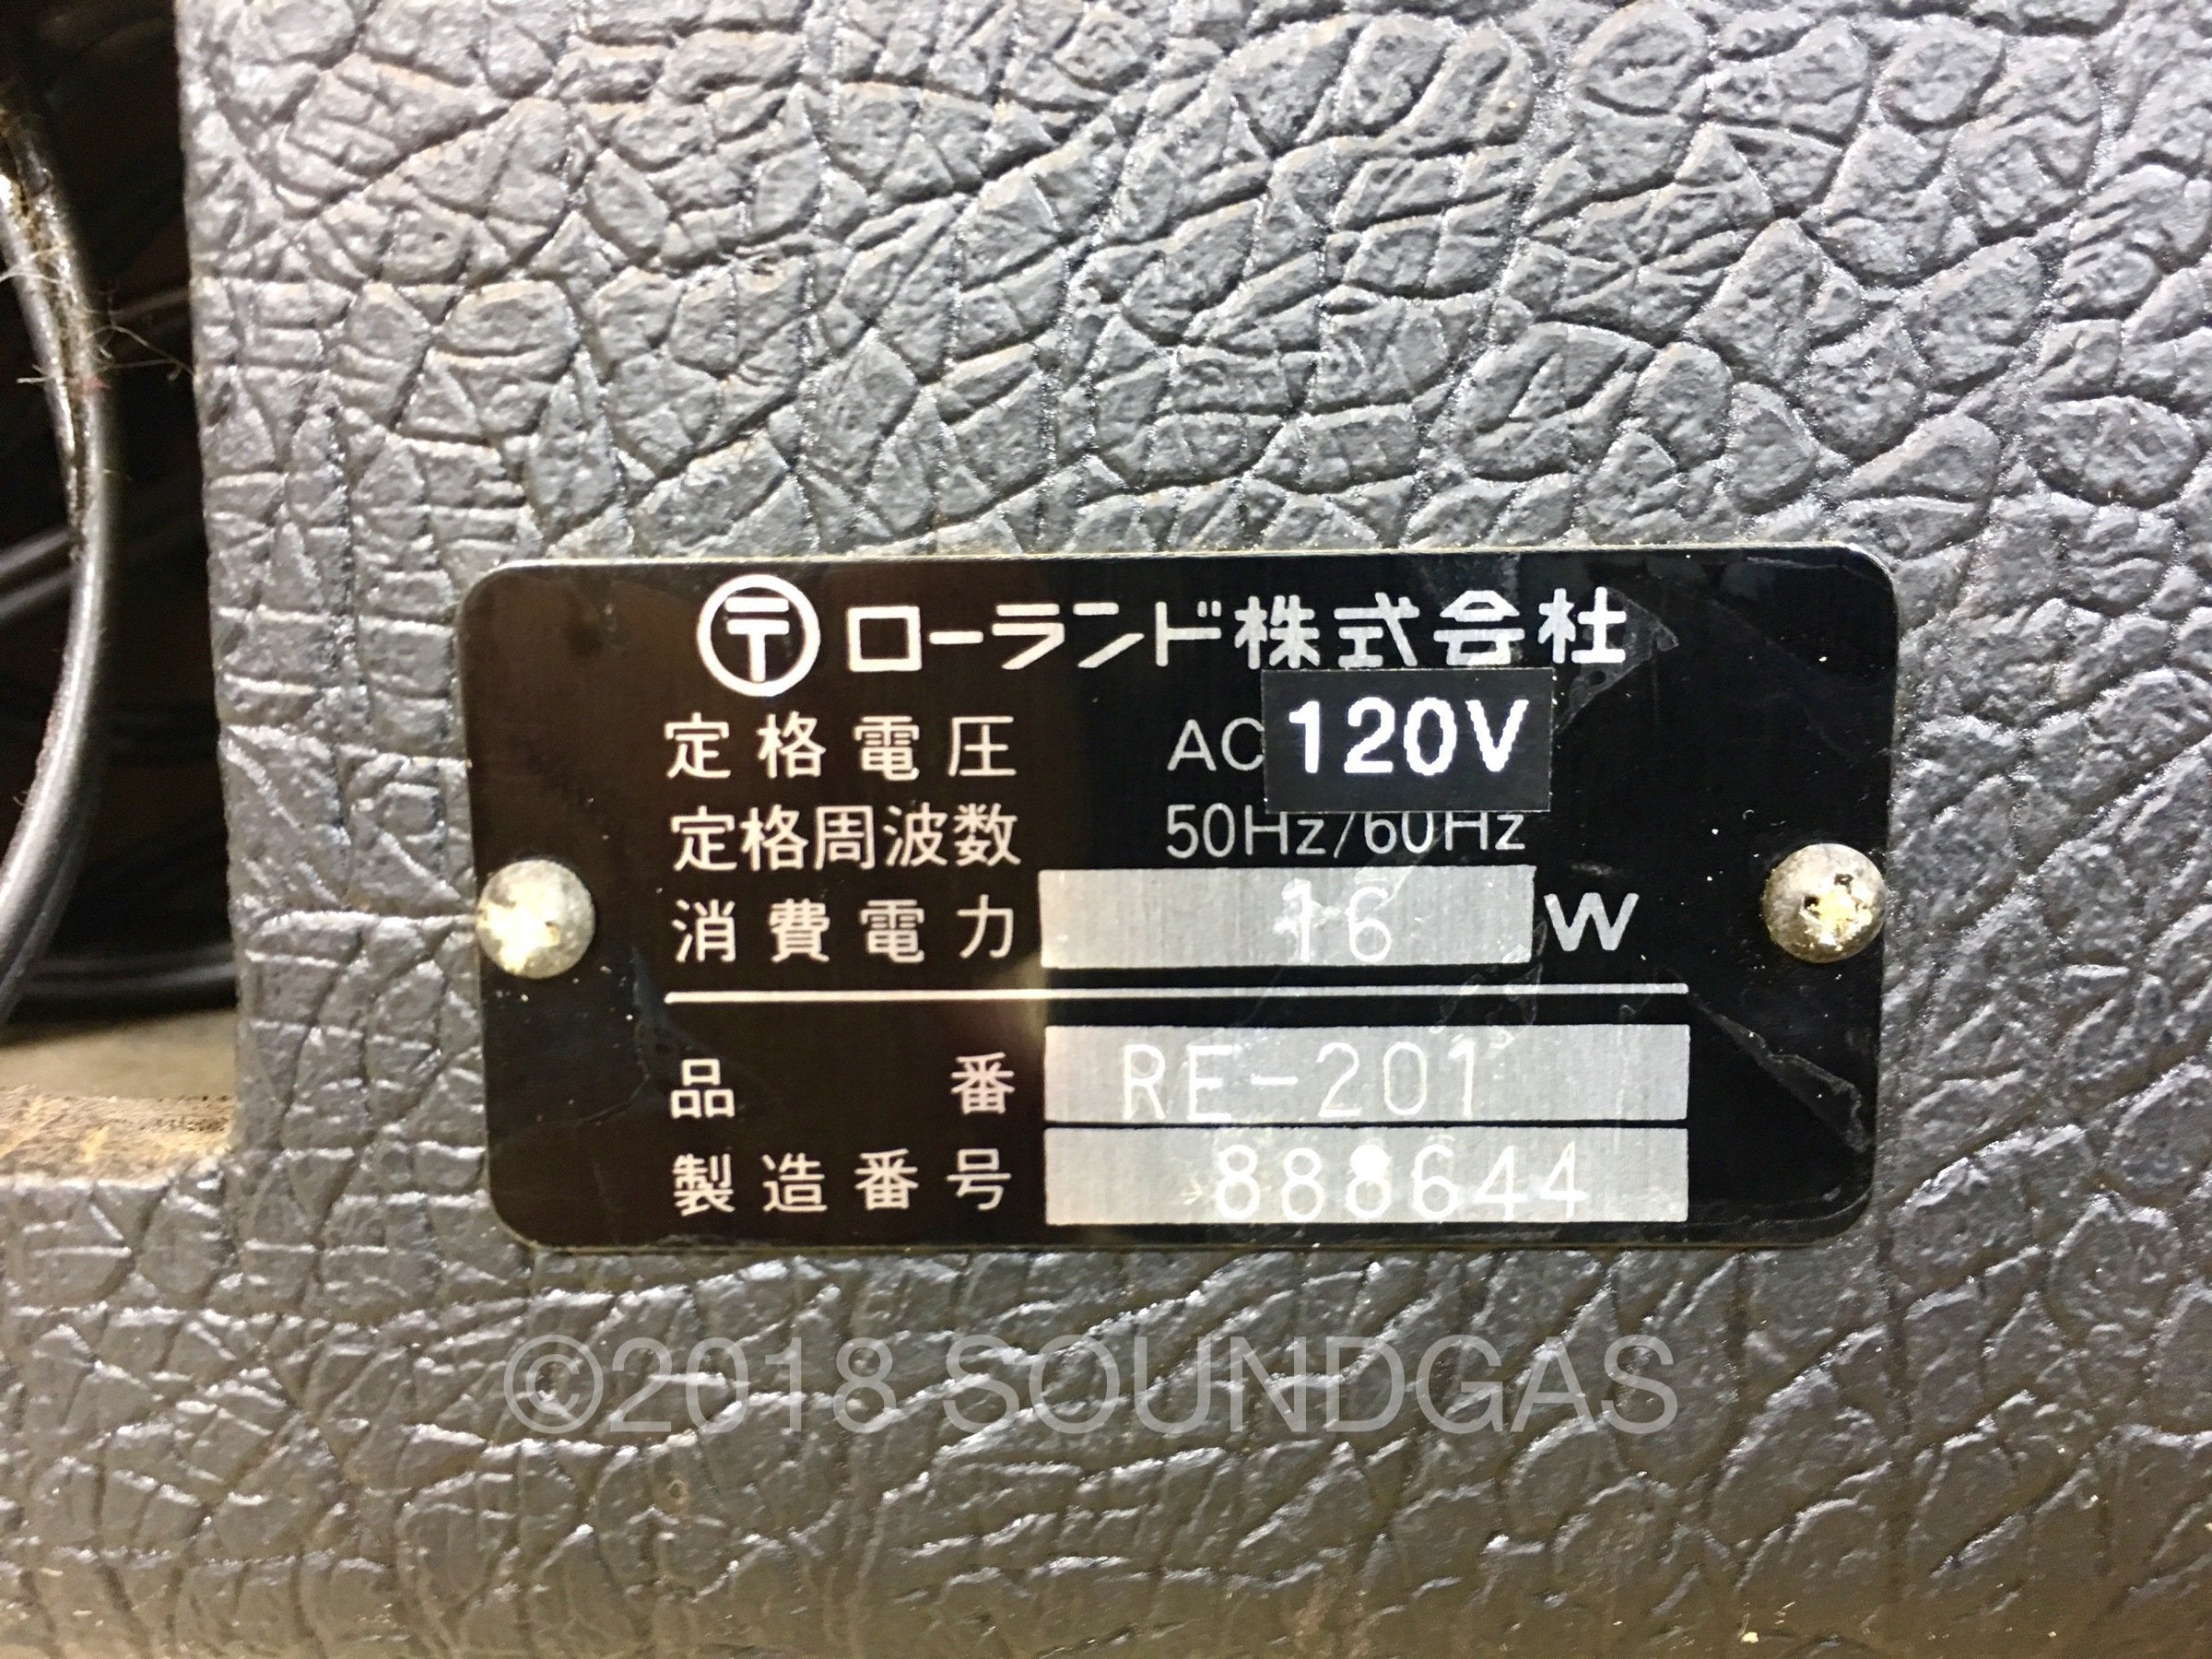 〒 ローランド株式会社
定格電圧 AC 120V
定格周波数 50Hz/60Hz
消費電力 16 W
品番 RE-201
製造番号 888644
©2018 SOUNDGAS